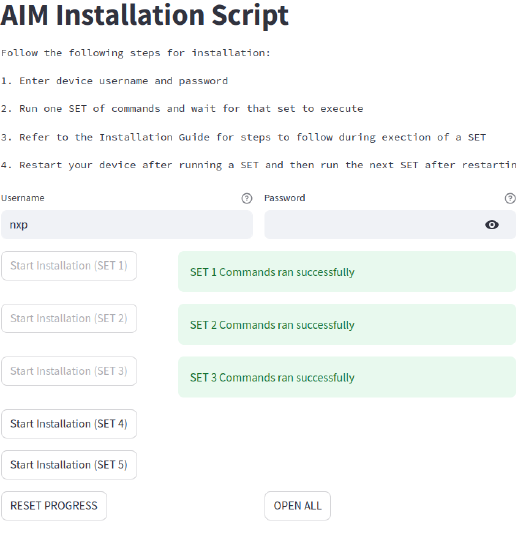 AIM Installation Script
Follow the following steps for installation:
1. Enter device username and password
2. Run one SET of commands and wait for that set to execute
3. Refer to the Installation Guide for steps to follow during exection of a SET
4. Restart your device after running a SET and then run the next SET after restartin
Username ? Password ?
nxp
Start Installation (SET 1) SET 1 Commands ran successfully
Start Installation (SET 2) SET 2 Commands ran successfully
Start Installation (SET 3) SET 3 Commands ran successfully
Start Installation (SET 4)
Start Installation (SET 5)
RESET PROGRESS OPEN ALL